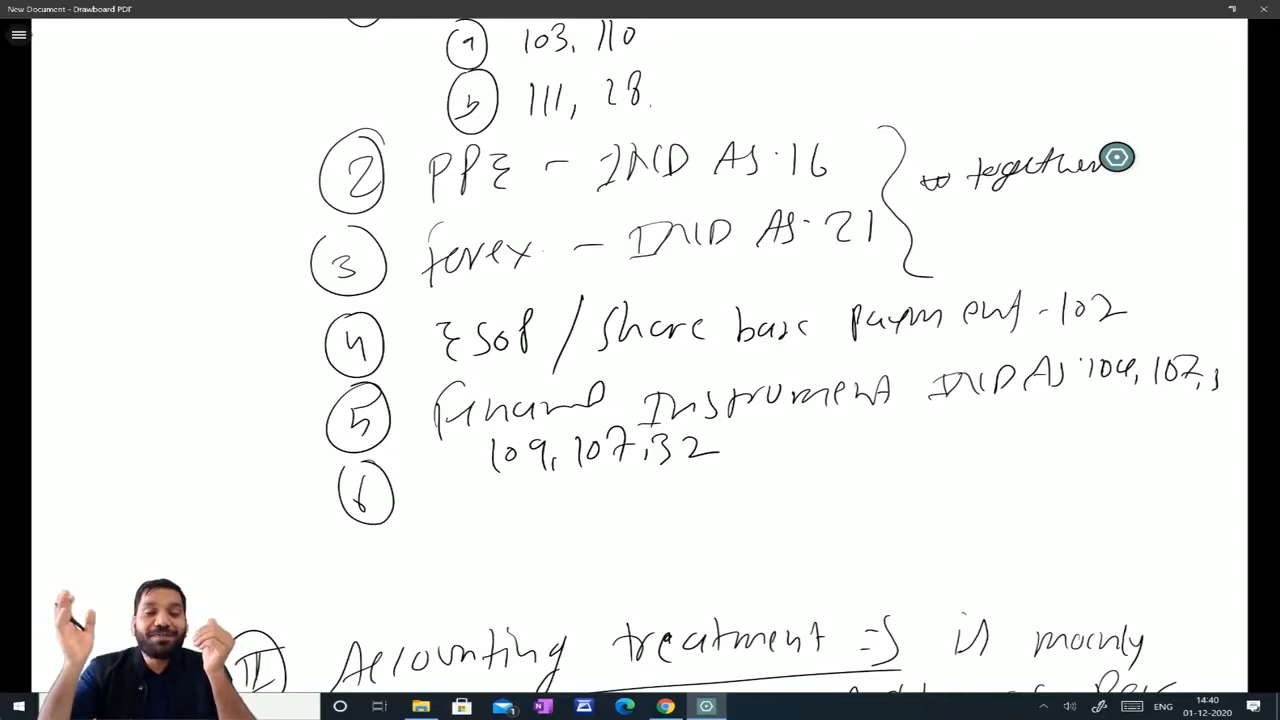 New Document - Drawboard PDF
a 103, 110
b 111, 28.
2 PPE - IND AS.16
3 forex - IND AS.21
together
4 ESOP / Share base payment - 102
5 Financial Instrument IND AS.104, 107,
109, 107, 32
6
II Accounting treatment => is mainly
ENG
14:40
01-12-2020